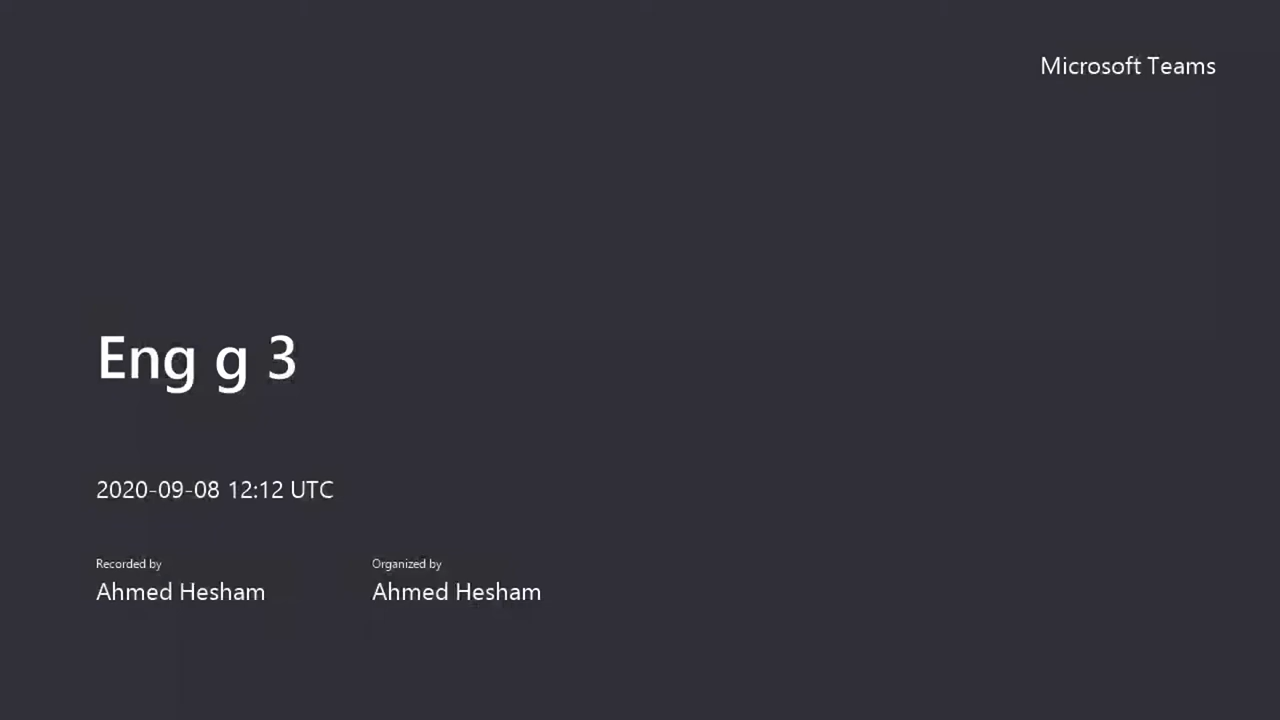 Microsoft Teams
Eng g 3
2020-09-08 12:12 UTC
Recorded by
Ahmed Hesham
Organized by
Ahmed Hesham